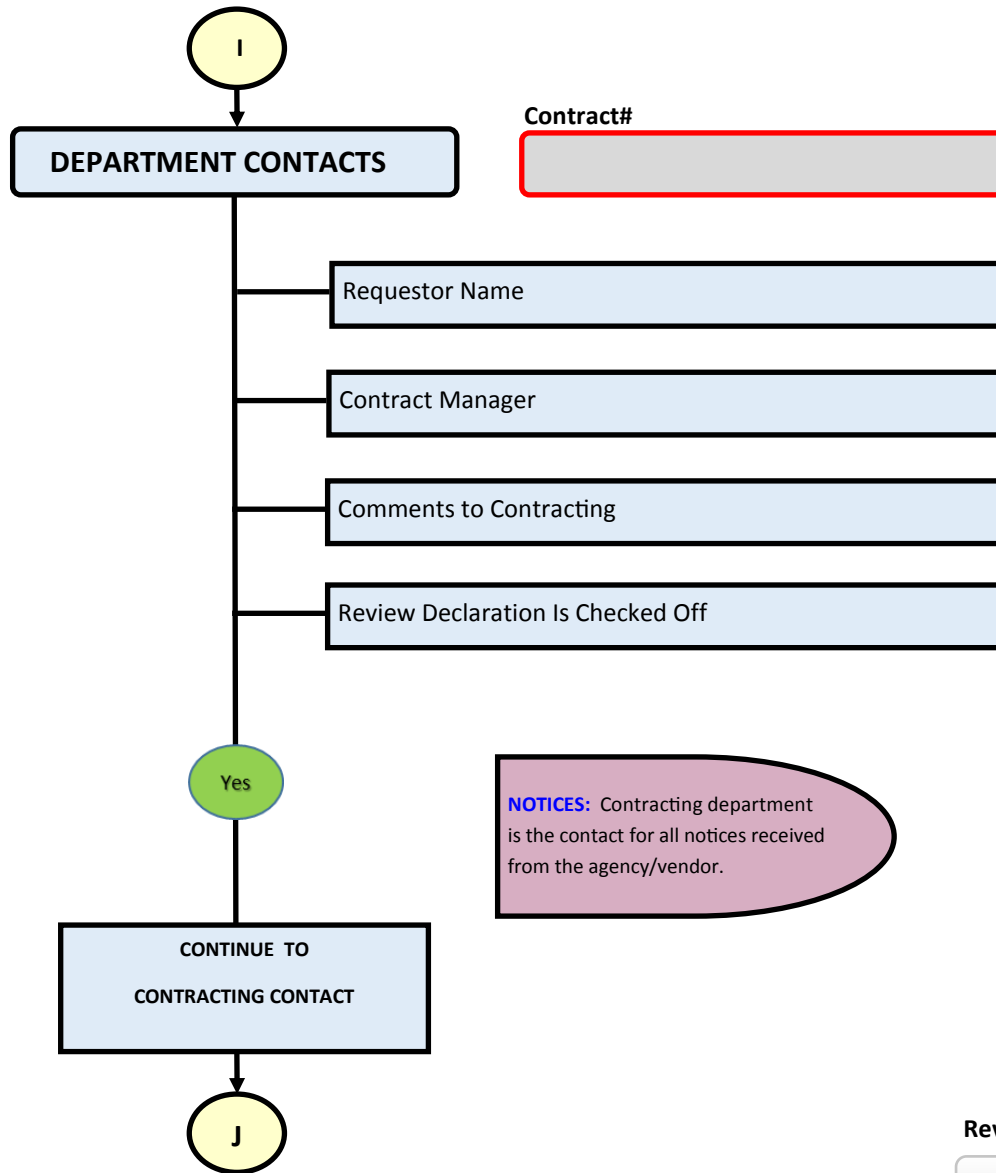 I
Contract#
DEPARTMENT CONTACTS
Requestor Name
Contract Manager
Comments to Contracting
Review Declaration Is Checked Off
Yes
NOTICES: Contracting department
is the contact for all notices received
from the agency/vendor.
CONTINUE TO
CONTRACTING CONTACT
J